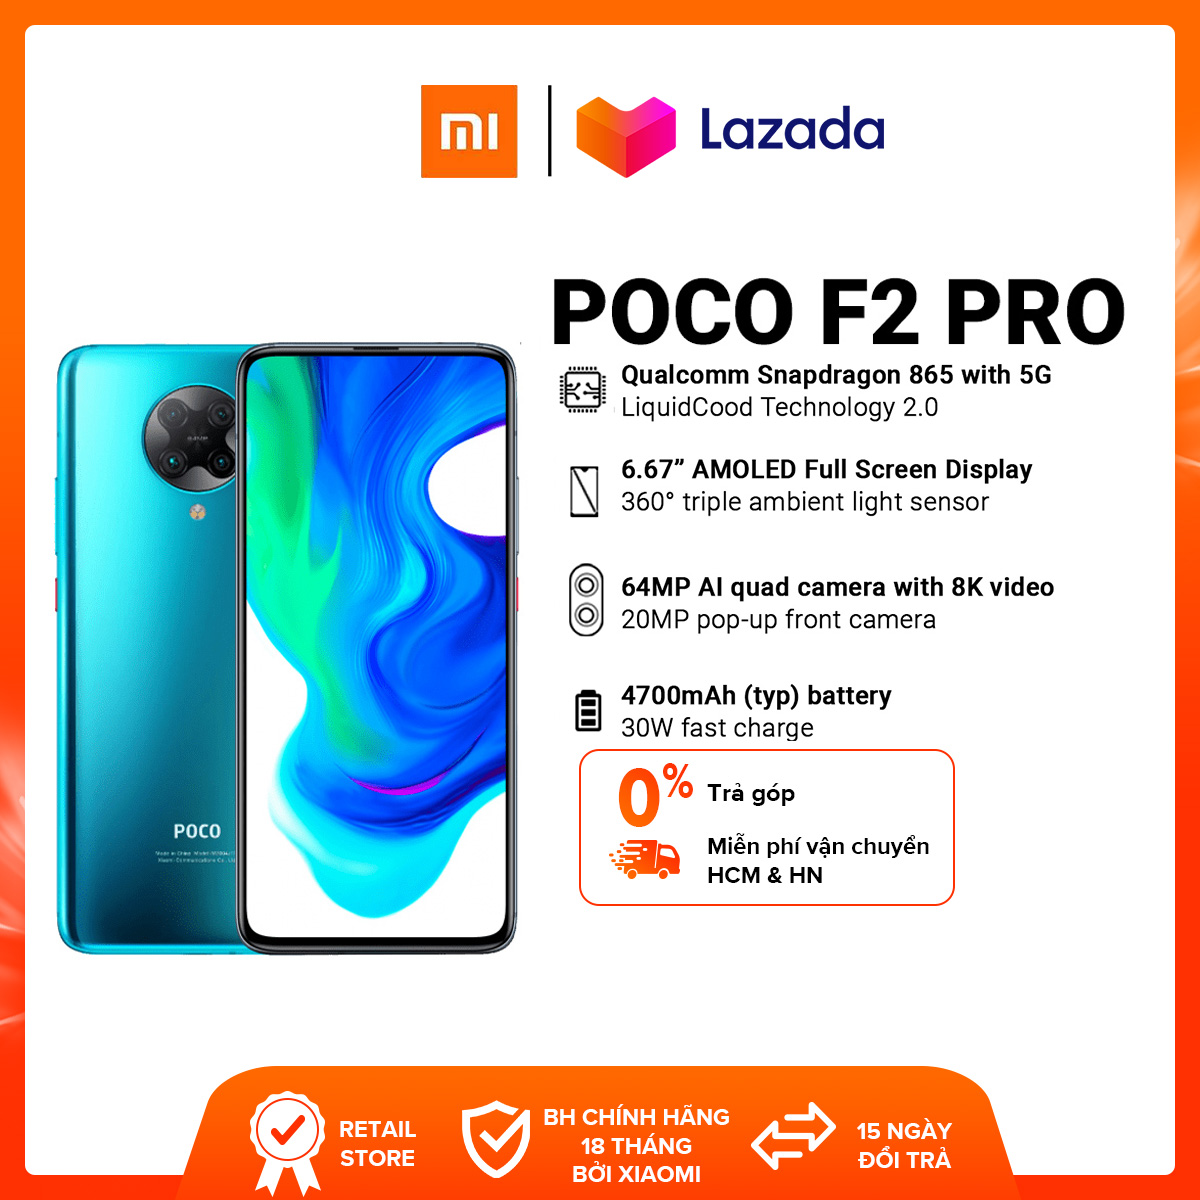 mi
Lazada
POCO F2 PRO
Qualcomm Snapdragon 865 with 5G
LiquidCood Technology 2.0
6.67” AMOLED Full Screen Display
360° triple ambient light sensor
64MP AI quad camera with 8K video
20MP pop-up front camera
4700mAh (typ) battery
30W fast charge
0% Trả góp
Miễn phí vận chuyển
HCM & HN
POCO
RETAIL
STORE
BH CHÍNH HÃNG
18 THÁNG
BỞI XIAOMI
15 NGÀY
ĐỔI TRẢ